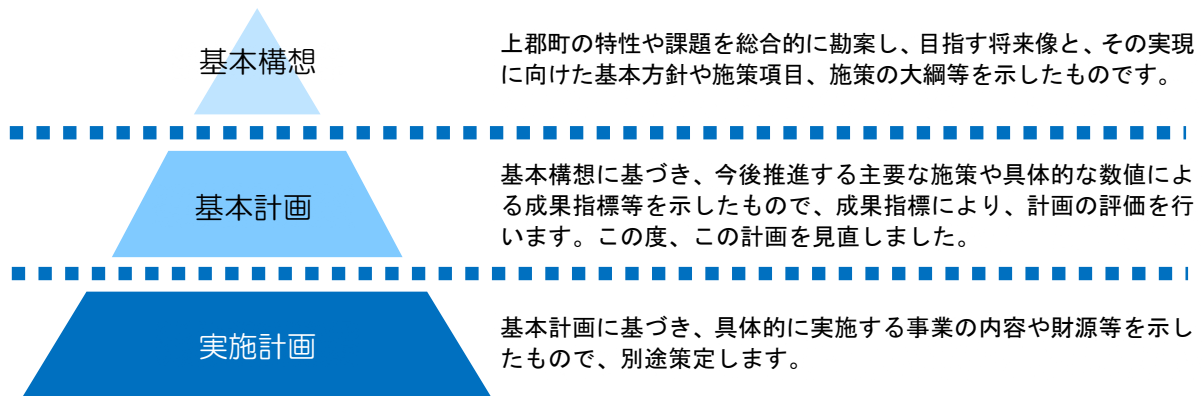 基本構想
上郡町の特性や課題を総合的に勘案し、目指す将来像と、その実現
に向けた基本方針や施策項目、施策の大綱等を示したものです。
基本計画
基本構想に基づき、今後推進する主要な施策や具体的な数値によ
る成果指標等を示したもので、成果指標により、計画の評価を行
います。この度、この計画を見直しました。
実施計画
基本計画に基づき、具体的に実施する事業の内容や財源等を示し
たもので、別途策定します。